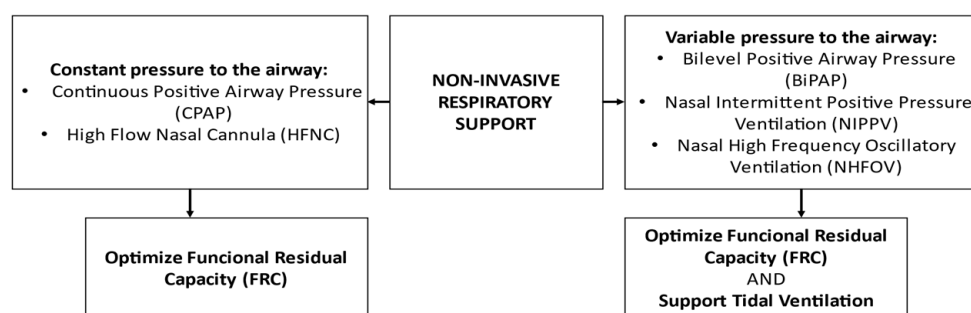 Constant pressure to the airway:
• Continuous Positive Airway Pressure
(CPAP)
• High Flow Nasal Cannula (HFNC)
NON-INVASIVE
RESPIRATORY
SUPPORT
Variable pressure to the airway:
• Bilevel Positive Airway Pressure
(BiPAP)
• Nasal Intermittent Positive Pressure
Ventilation (NIPPV)
• Nasal High Frequency Oscillatory
Ventilation (NHFOV)
Optimize Funcional Residual
Capacity (FRC)
Optimize Funcional Residual
Capacity (FRC)
AND
Support Tidal Ventilation